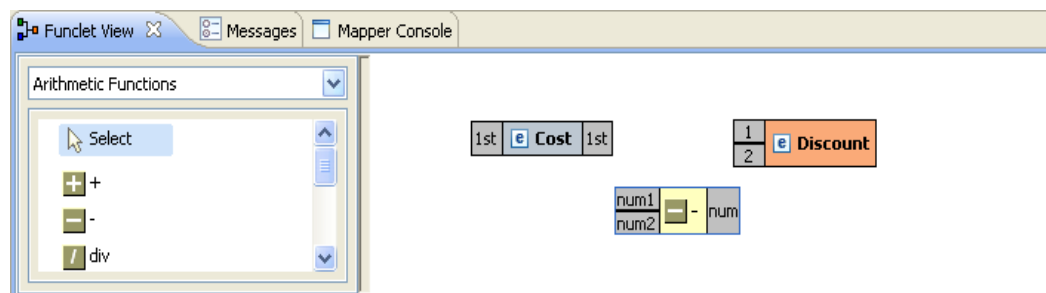 Funclet View Messages Mapper Console
Arithmetic Functions
Select
+
-
div
1st e Cost 1st
1 e Discount
2
num1 - num
num2